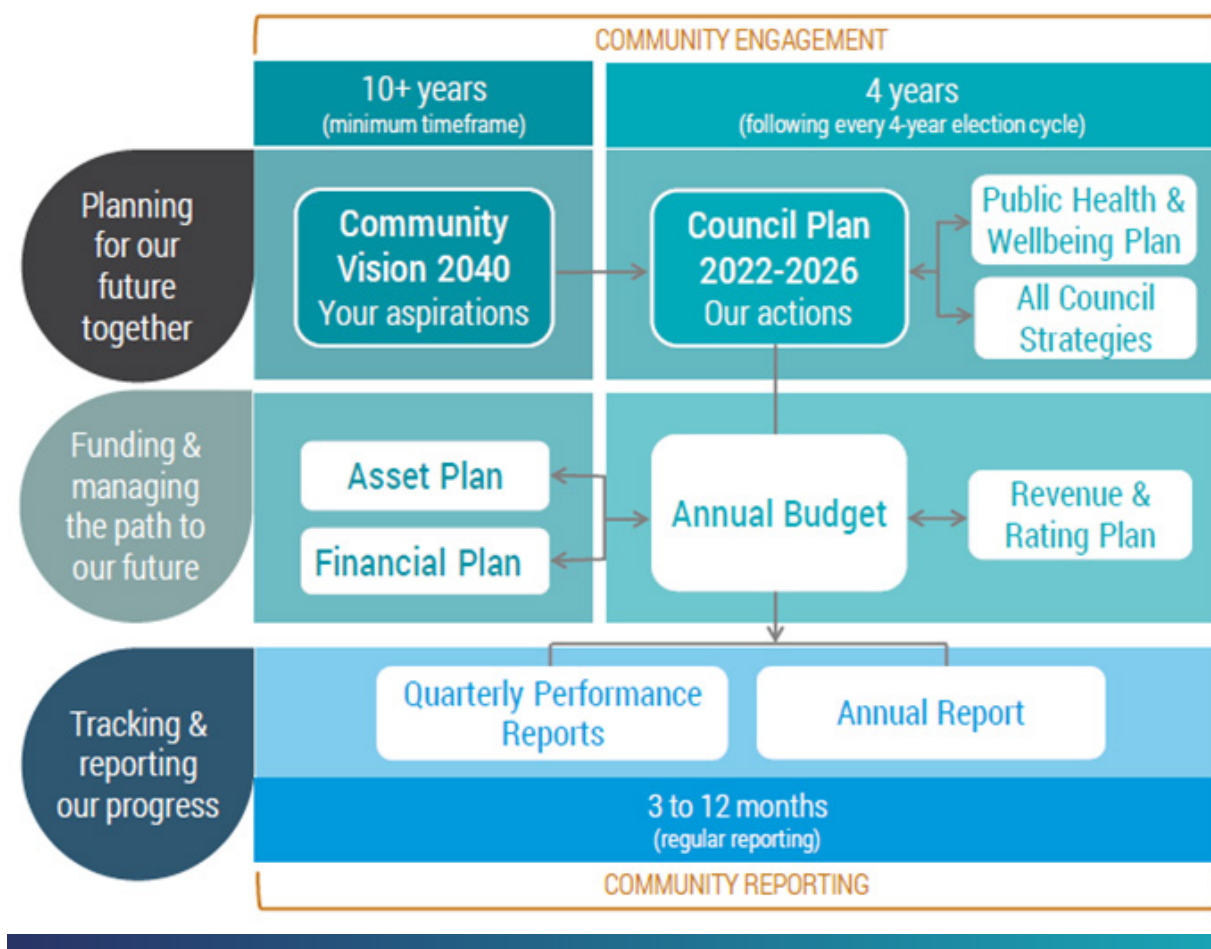 COMMUNITY ENGAGEMENT
10+ years
(minimum timeframe)
4 years
(following every 4-year election cycle)
Planning
for our
future
together
Community
Vision 2040
Your aspirations
Council Plan
2022-2026
Our actions
Public Health &
Wellbeing Plan
All Council
Strategies
Funding &
managing
the path to
our future
Asset Plan
Financial Plan
Annual Budget
Revenue &
Rating Plan
Tracking &
reporting
our progress
Quarterly Performance
Reports
Annual Report
3 to 12 months
(regular reporting)
COMMUNITY REPORTING